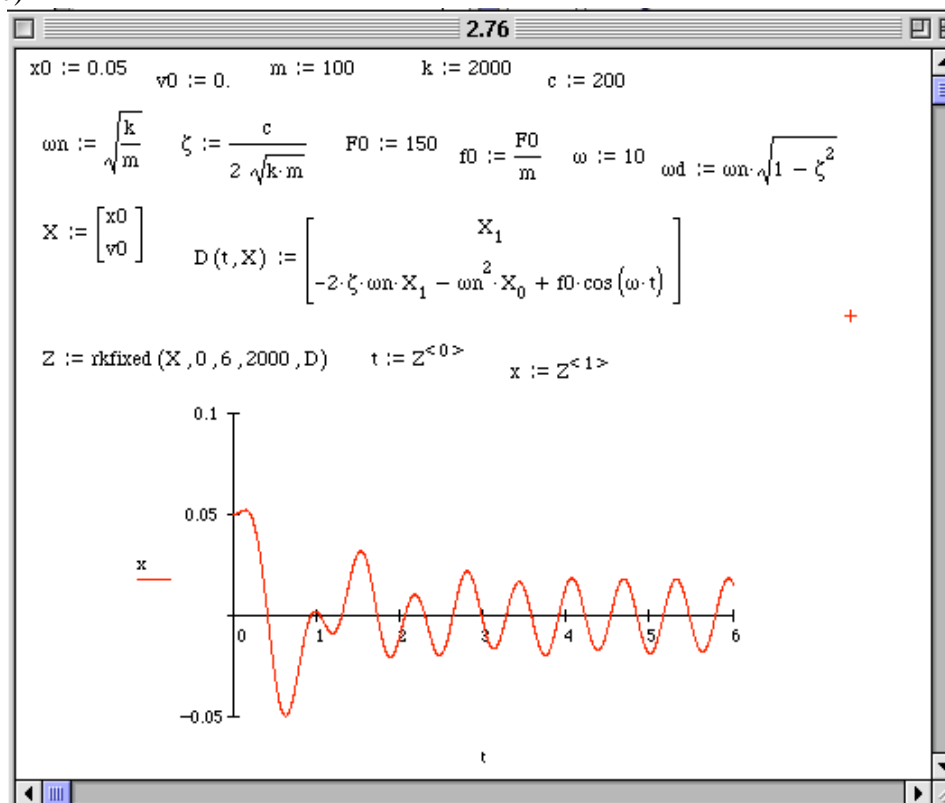 2.76
x0 := 0.05 v0 := 0. m := 100 k := 2000 c := 200
ωn := √(k/m) ζ := c/(2 √(k·m)) F0 := 150 f0 := F0/m ω := 10 ωd := ωn·√(1 − ζ²)
X := [x0 v0] D(t,X) := [X₁ −2·ζ·ωn·X₁ − ωn²·X₀ + f0·cos(ω·t)]
Z := rkfixed(X,0,6,2000,D) t := Z^<0> x := Z^<1>
0.1
0.05
x
0 1 2 3 4 5 6
−0.05
t